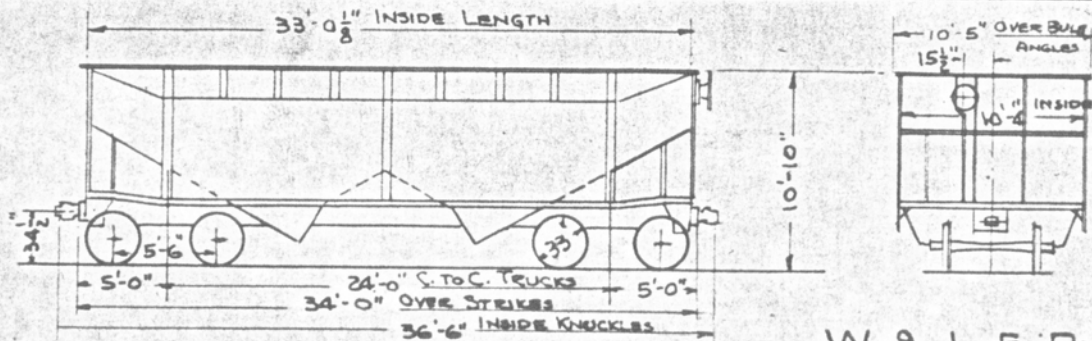 33'-0 1/8" INSIDE LENGTH
10'-5" OVER BULB
ANGLES
15 1/2"
10'-4" INSIDE
10'-10"
34 1/2"
5'-6"
33"
5'-0" 24'-0" C. TO C. TRUCKS 5'-0"
34'-0" OVER STRIKES
36'-6" INSIDE KNUCKLES